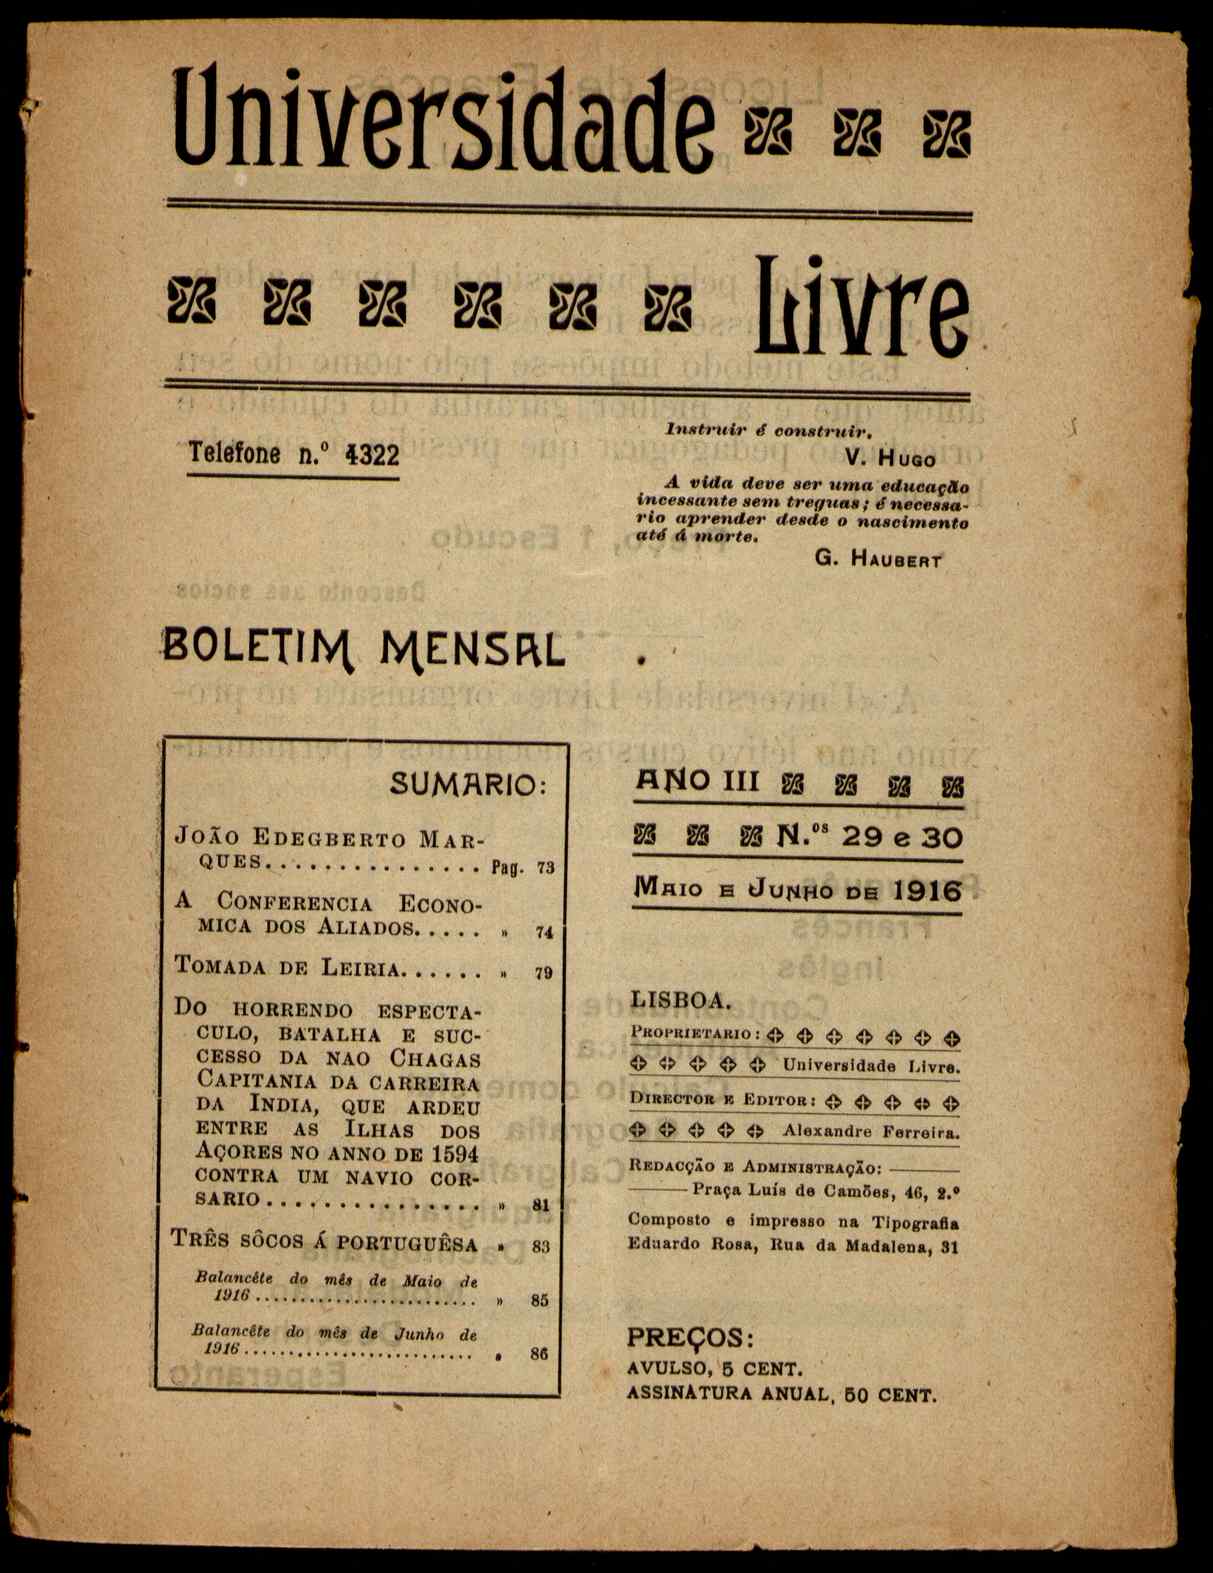 Universidade
Livre
Telefone n.º 4322
Instruir é construir.
V. Hugo
A vida deve ser uma educação
incessante sem treguas; é necessa-
rio aprender desde o nascimento
até á morte.
G. Haubert
BOLETIM MENSAL
SUMARIO:
João Edegberto Mar-
ques............... Pag. 73
A Conferencia Econo-
mica dos Aliados..... » 74
Tomada de Leiria...... » 79
Do horrendo especta-
culo, batalha e suc-
cesso da nao Chagas
Capitania da carreira
da India, que ardeu
entre as Ilhas dos
Açores no anno de 1594
contra um navio cor-
sario............... » 81
Três sôcos á portuguêsa » 83
Balancête do mês de Maio de
1916......................... » 85
Balancête do mês de Junho de
1916......................... » 86
ANO III
N.os 29 e 30
Maio e Junho de 1916
LISBOA.
Proprietario:
Universidade Livre.
Director e Editor:
Alexandre Ferreira.
Redacção e Administração:
Praça Luís de Camões, 46, 2.º
Composto e impresso na Tipografia
Eduardo Rosa, Rua da Madalena, 31
PREÇOS:
AVULSO, 5 CENT.
ASSINATURA ANUAL, 50 CENT.